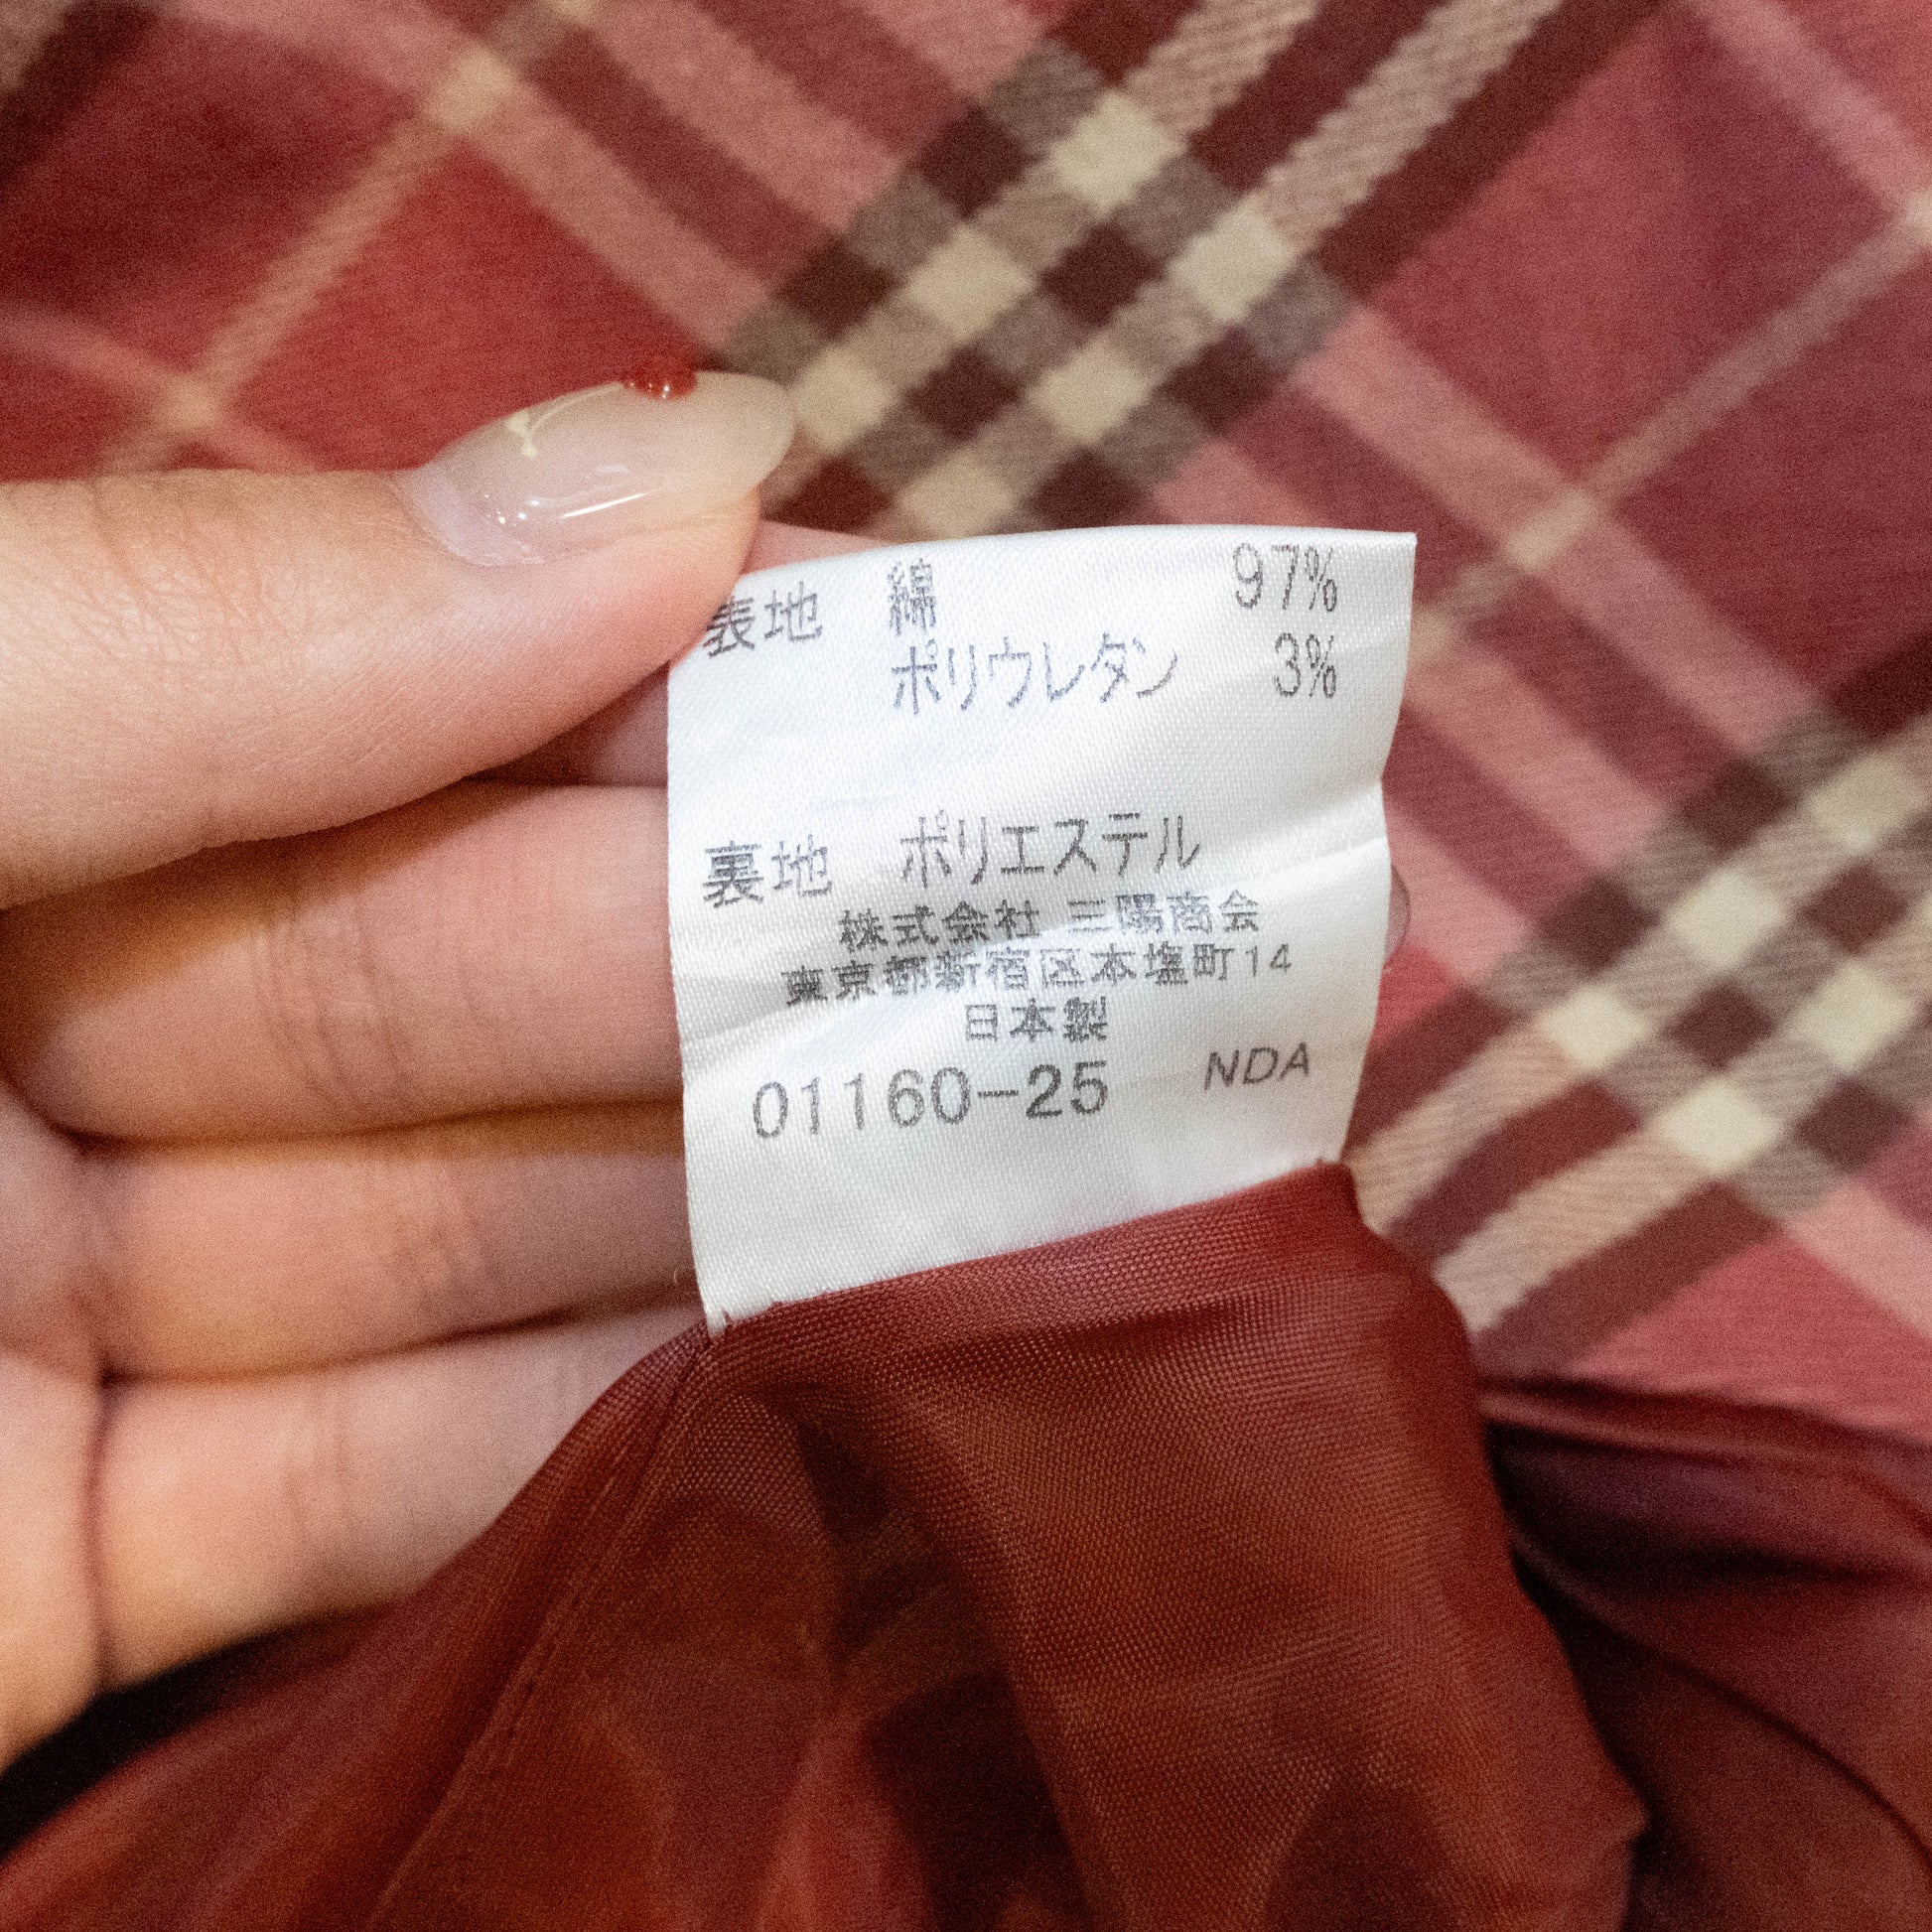 表地 綿 97%
ポリウレタン 3%
裏地 ポリエステル
株式会社 三陽商会
東京都新宿区本塩町14
日本製
01160-25 NDA